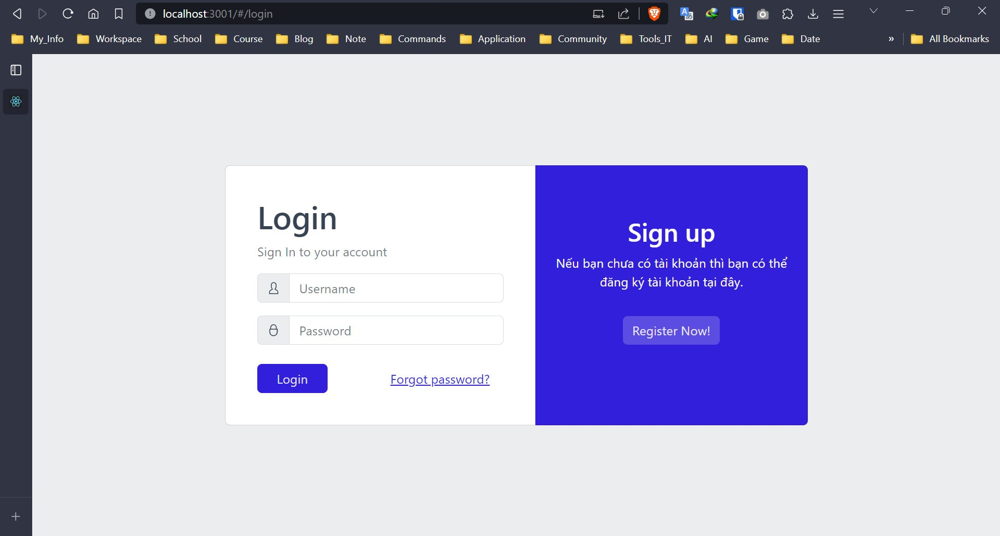 localhost:3001/#/login
My_Info Workspace School Course Blog Note Commands Application Community Tools_IT AI Game Date » All Bookmarks
Login
Sign In to your account
Username
Password
Login Forgot password?
Sign up
Nếu bạn chưa có tài khoản thì bạn có thể
đăng ký tài khoản tại đây.
Register Now!